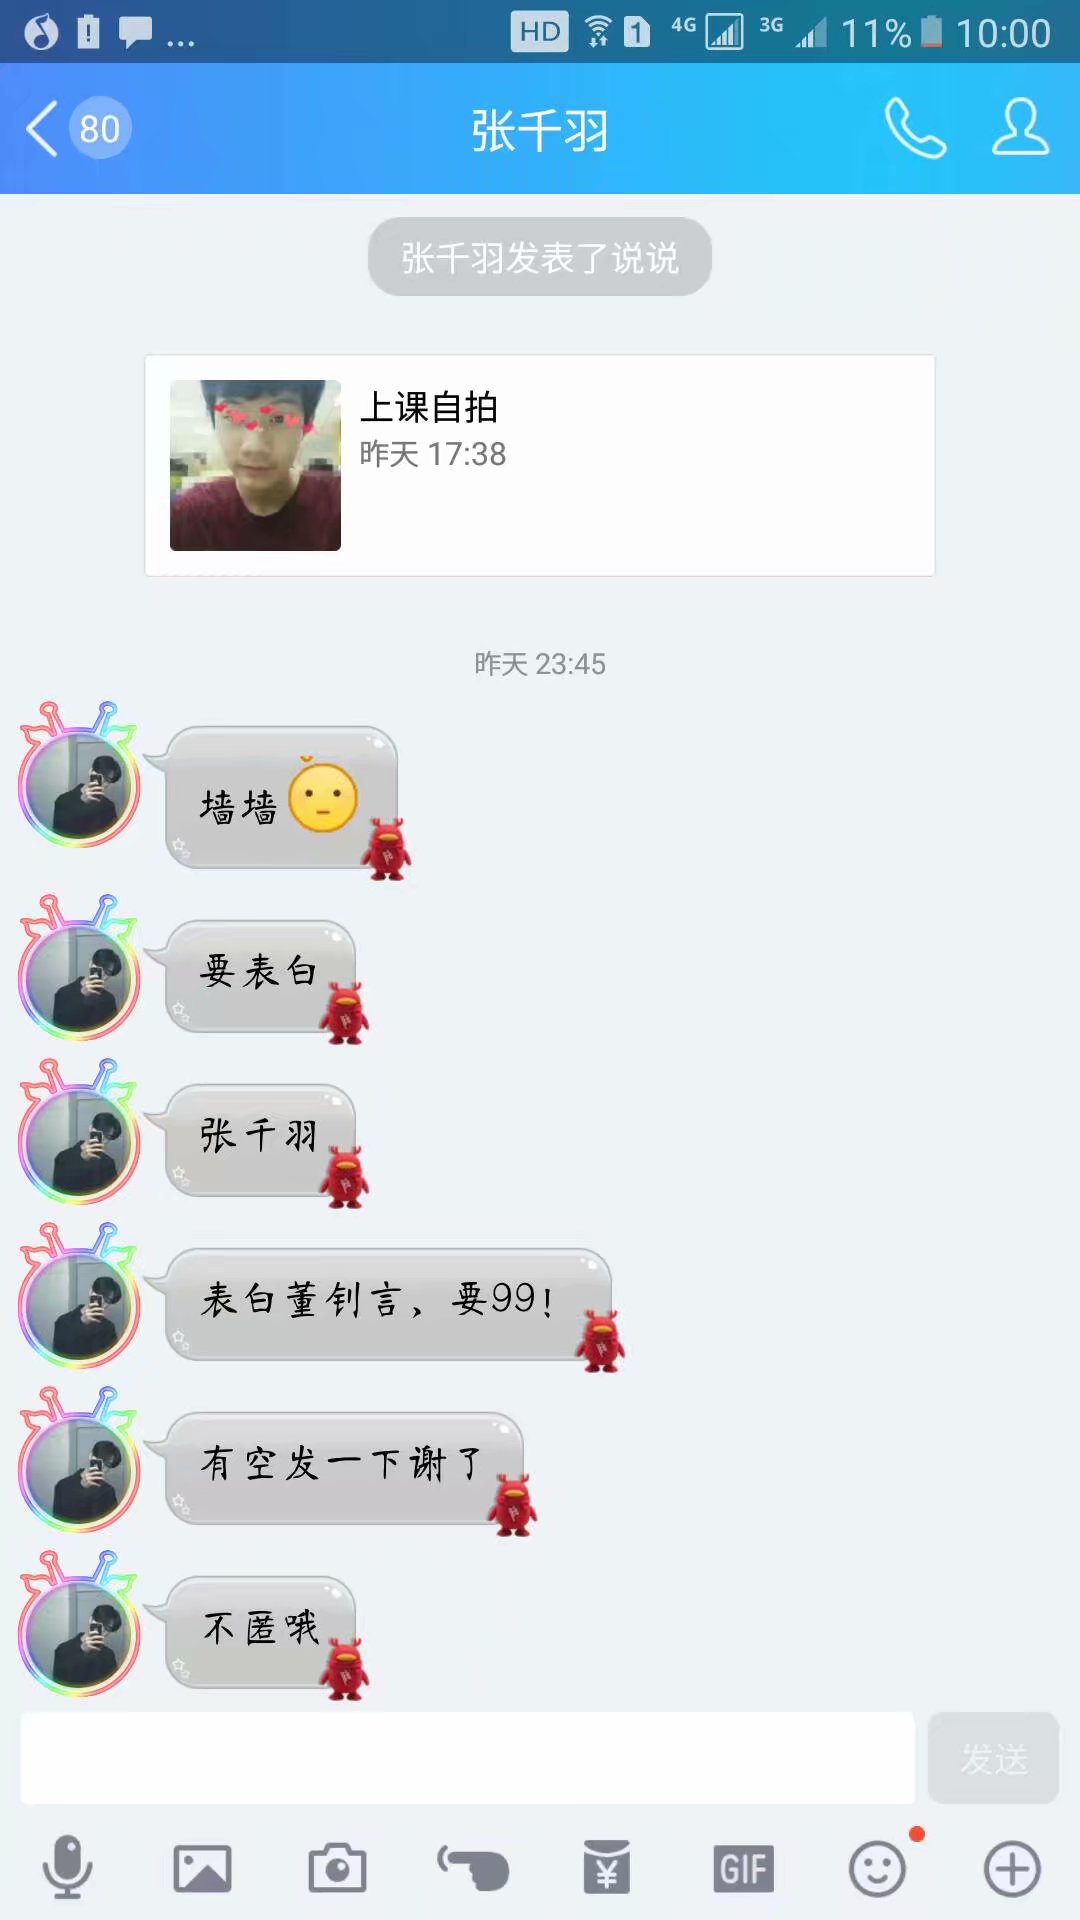 HD 1 4G 3G 11% 10:00
80 张千羽
张千羽发表了说说
上课自拍
昨天 17:38
昨天 23:45
墙墙
要表白
张千羽
表白董钊言，要99！
有空发一下谢了
不匿哦
发送
GIF